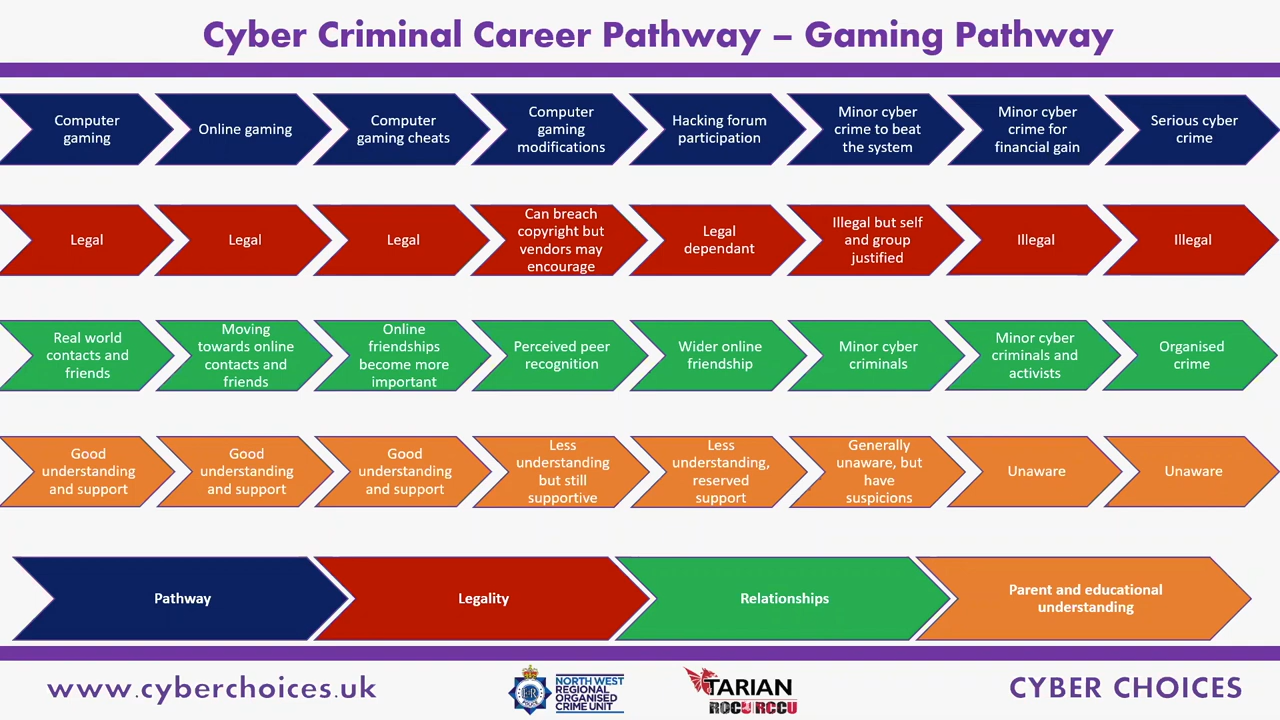 Cyber Criminal Career Pathway – Gaming Pathway
Computer
gaming
Online gaming
Computer
gaming cheats
Computer
gaming
modifications
Hacking forum
participation
Minor cyber
crime to beat
the system
Minor cyber
crime for
financial gain
Serious cyber
crime
Legal
Legal
Legal
Can breach
copyright but
vendors may
encourage
Legal
dependant
Illegal but self
and group
justified
Illegal
Illegal
Real world
contacts and
friends
Moving
towards online
contacts and
friends
Online
friendships
become more
important
Perceived peer
recognition
Wider online
friendship
Minor cyber
criminals
Minor cyber
criminals and
activists
Organised
crime
Good
understanding
and support
Good
understanding
and support
Good
understanding
and support
Less
understanding
but still
supportive
Less
understanding,
reserved
support
Generally
unaware, but
have
suspicions
Unaware
Unaware
Pathway
Legality
Relationships
Parent and educational
understanding
www.cyberchoices.uk
NORTH WEST
REGIONAL
ORGANISED
CRIME UNIT
TARIAN
ROCU RCCU
CYBER CHOICES